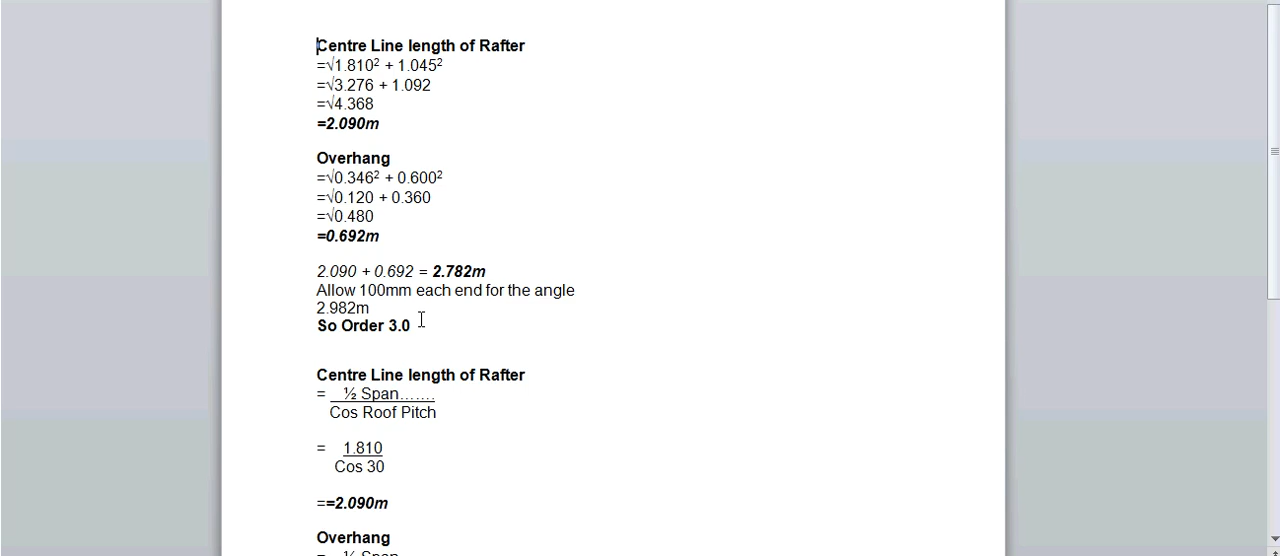 Centre Line length of Rafter
=√1.810² + 1.045²
=√3.276 + 1.092
=√4.368
=2.090m
Overhang
=√0.346² + 0.600²
=√0.120 + 0.360
=√0.480
=0.692m
2.090 + 0.692 = 2.782m
Allow 100mm each end for the angle
2.982m
So Order 3.0
Centre Line length of Rafter
= ½ Span…….
Cos Roof Pitch
= 1.810
Cos 30
==2.090m
Overhang
= ½ Span